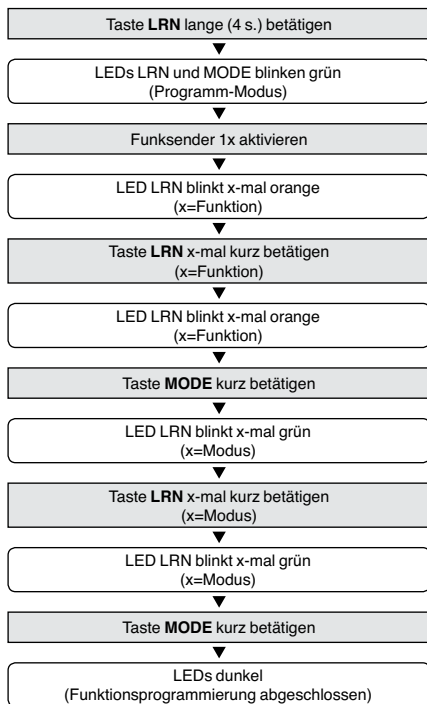 Taste LRN lange (4 s.) betätigen
LEDs LRN und MODE blinken grün
(Programm-Modus)
Funksender 1x aktivieren
LED LRN blinkt x-mal orange
(x=Funktion)
Taste LRN x-mal kurz betätigen
(x=Funktion)
LED LRN blinkt x-mal orange
(x=Funktion)
Taste MODE kurz betätigen
LED LRN blinkt x-mal grün
(x=Modus)
Taste LRN x-mal kurz betätigen
(x=Modus)
LED LRN blinkt x-mal grün
(x=Modus)
Taste MODE kurz betätigen
LEDs dunkel
(Funktionsprogrammierung abgeschlossen)